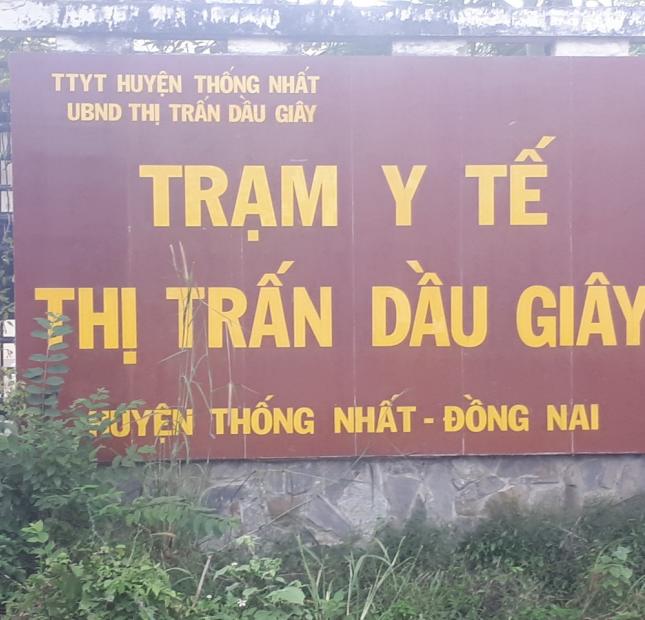 TTYT HUYỆN THỐNG NHẤT
UBND THỊ TRẤN DẦU GIÂY
TRẠM Y TẾ
THỊ TRẤN DẦU GIÂY
HUYỆN THỐNG NHẤT - ĐỒNG NAI